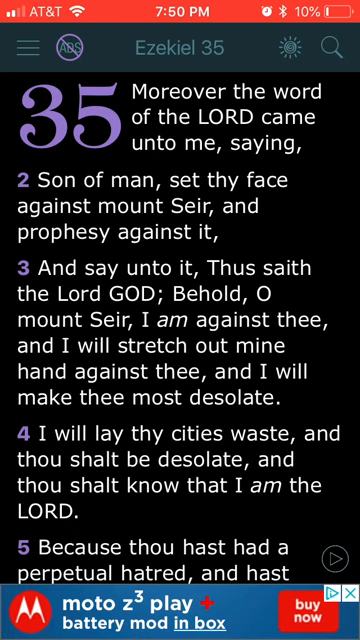 AT&T 7:50 PM 10%
ADS Ezekiel 35
35 Moreover the word
of the LORD came
unto me, saying,
2 Son of man, set thy face
against mount Seir, and
prophesy against it,
3 And say unto it, Thus saith
the Lord GOD; Behold, O
mount Seir, I am against thee,
and I will stretch out mine
hand against thee, and I will
make thee most desolate.
4 I will lay thy cities waste, and
thou shalt be desolate, and
thou shalt know that I am the
LORD.
5 Because thou hast had a
perpetual hatred, and hast
moto z³ play +
battery mod in box
buy
now